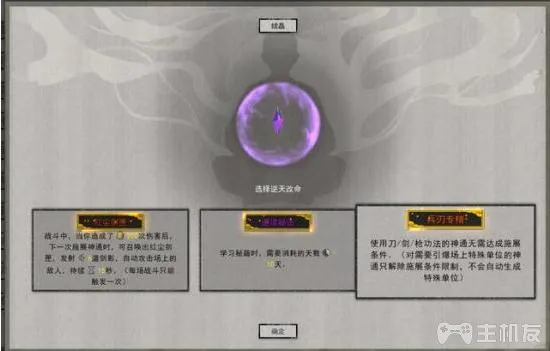 结晶
选择逆天改命
红尘剑匣
战斗中,当你造成了 次伤害后,
下一次施展神通时,可召唤出红尘剑
匣,发射 道剑影,自动攻击场上的
敌人,持续 秒。(每场战斗只能
触发一次)
学习秘籍时,需要消耗的天数
天。
兵刃专精
使用刀/剑/枪功法的神通无需达成施展
条件。(对需要引爆场上特殊单位的神
通只解除施展条件限制,不会自动生成
特殊单位)
确定
主机友